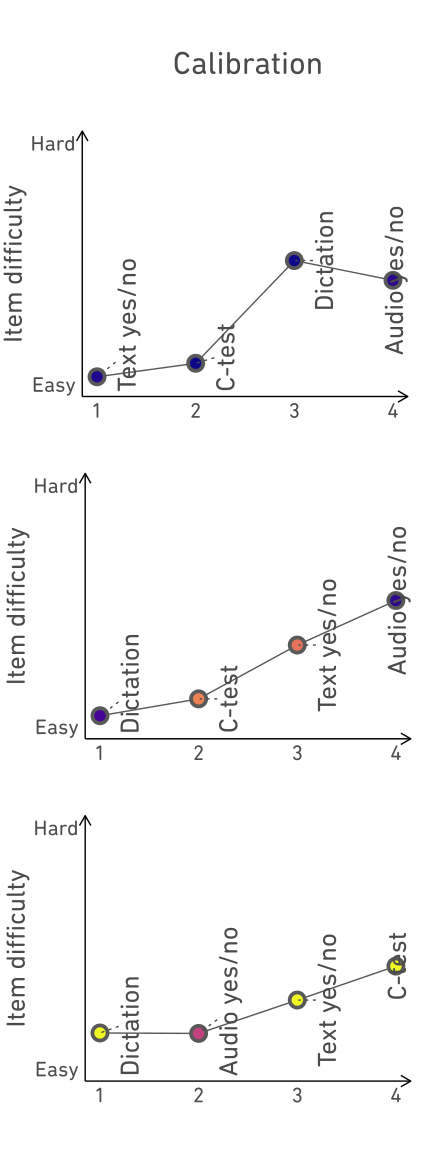 Calibration
Hard
Item difficulty
Easy
Text yes/no
C-test
Dictation
Audio yes/no
1 2 3 4
Hard
Item difficulty
Easy
Dictation
C-test
Text yes/no
Audio yes/no
1 2 3 4
Hard
Item difficulty
Easy
Dictation
Audio yes/no
Text yes/no
C-test
1 2 3 4